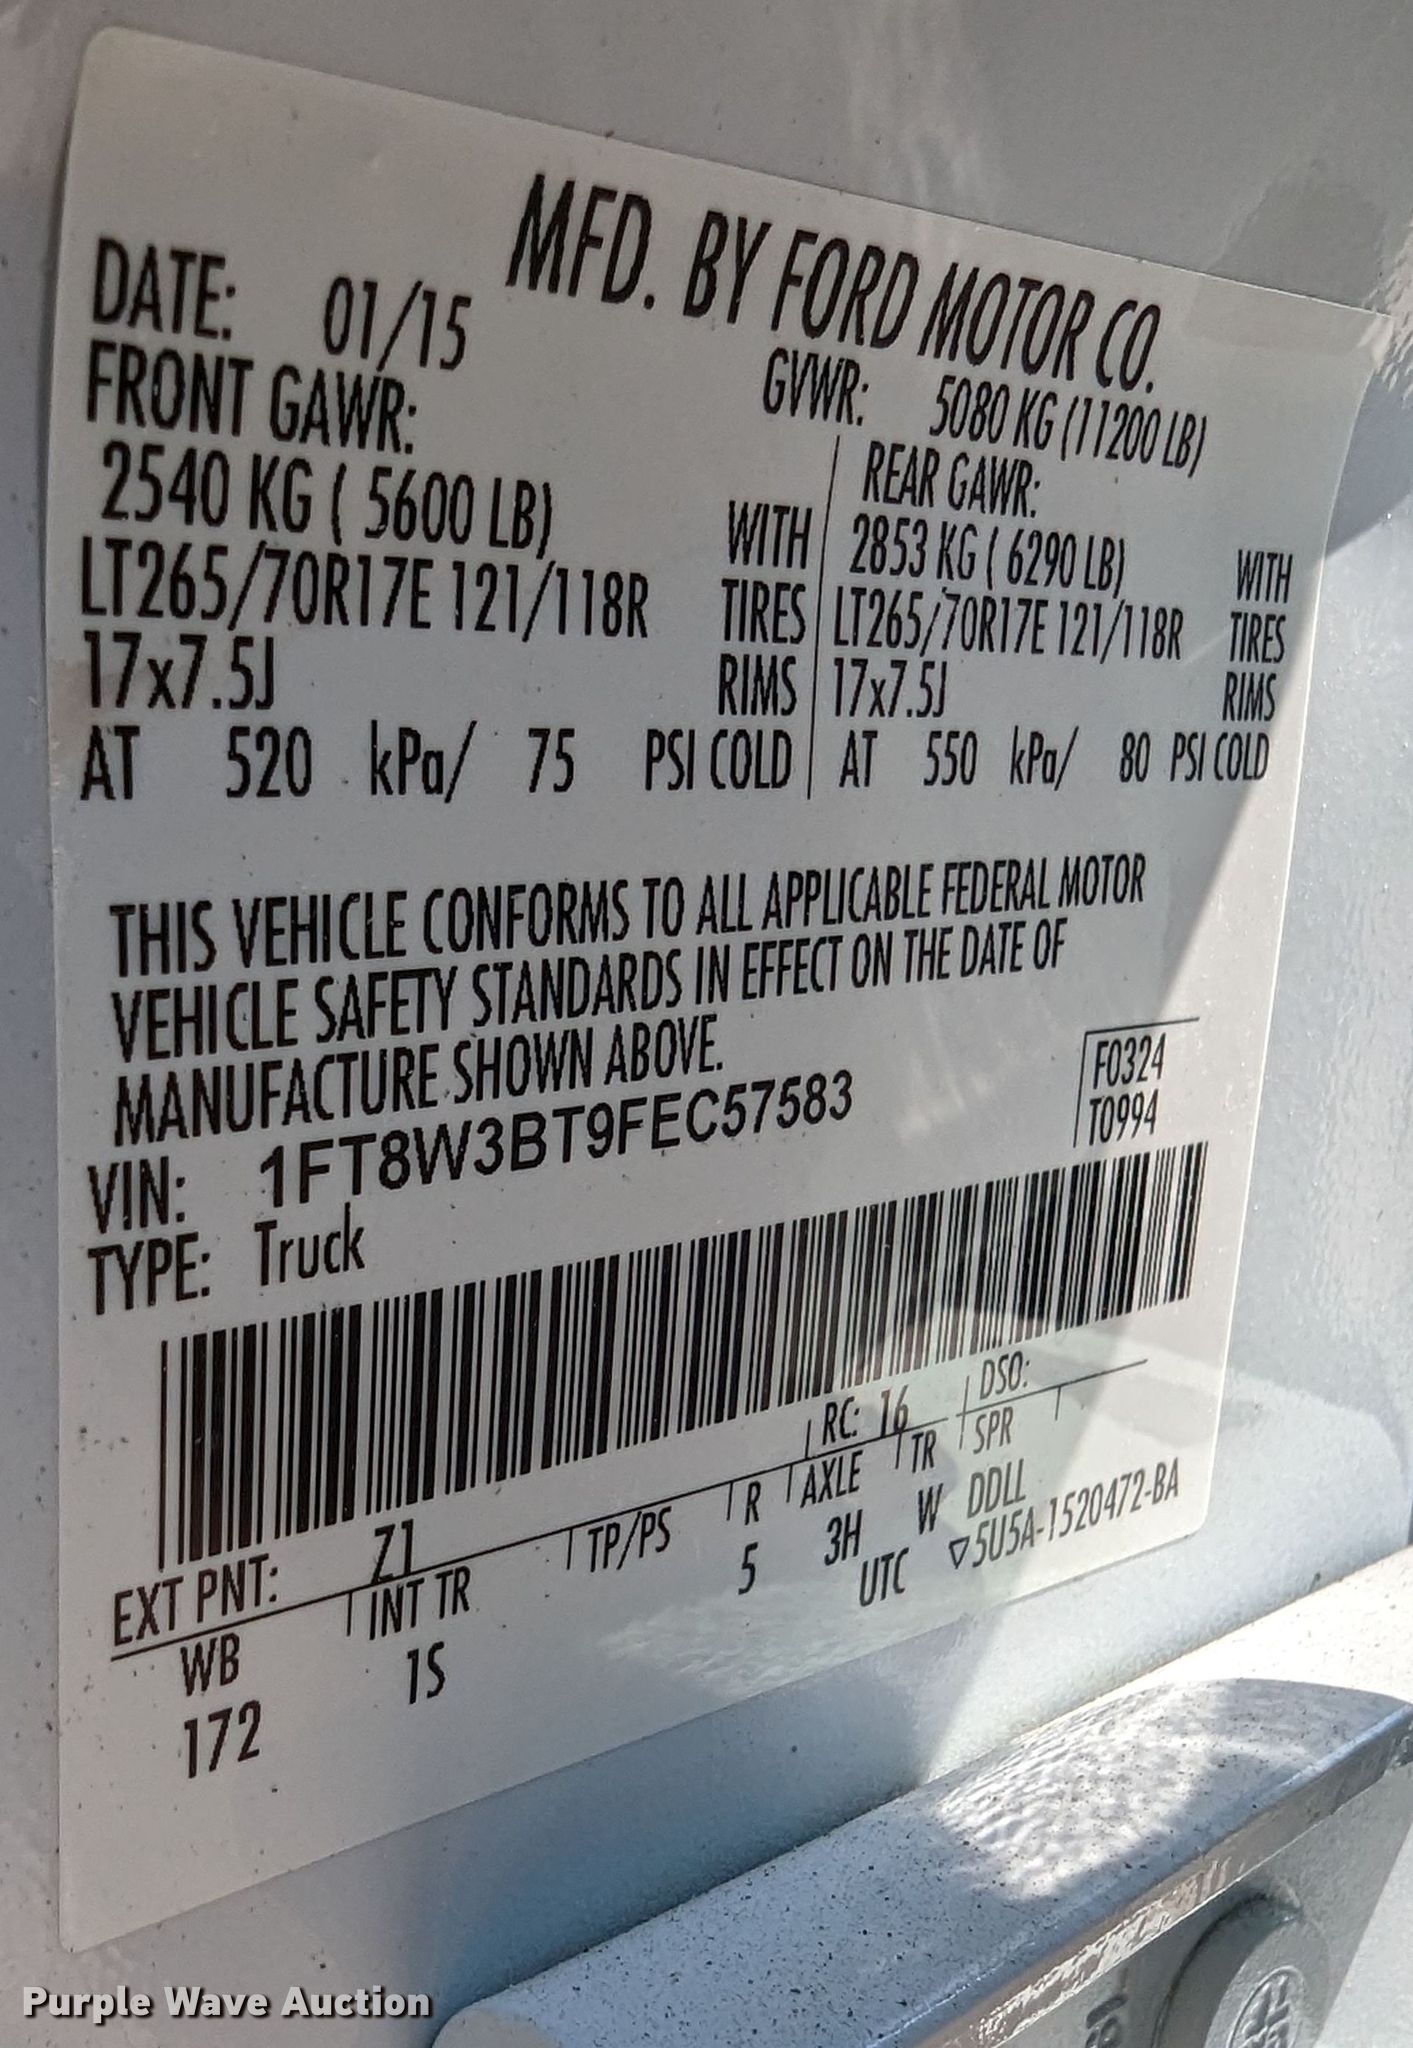 MFD. BY FORD MOTOR CO.
DATE: 01/15
GVWR: 5080 KG (11200 LB)
FRONT GAWR:
REAR GAWR:
2540 KG ( 5600 LB) WITH
2853 KG ( 6290 LB) WITH
LT265/70R17E 121/118R TIRES
LT265/70R17E 121/118R TIRES
17x7.5J RIMS
17x7.5J RIMS
AT 520 kPa/ 75 PSI COLD
AT 550 kPa/ 80 PSI COLD
THIS VEHICLE CONFORMS TO ALL APPLICABLE FEDERAL MOTOR
VEHICLE SAFETY STANDARDS IN EFFECT ON THE DATE OF
MANUFACTURE SHOWN ABOVE.
VIN: 1FT8W3BT9FEC57583
F0324
T0994
TYPE: Truck
EXT PNT: Z1 RC: 16 DSO:
WB INT TR TP/PS R AXLE TR SPR
172 1S 5 3H W DDLL
UTC ▽5U5A-1520472-BA
Purple Wave Auction